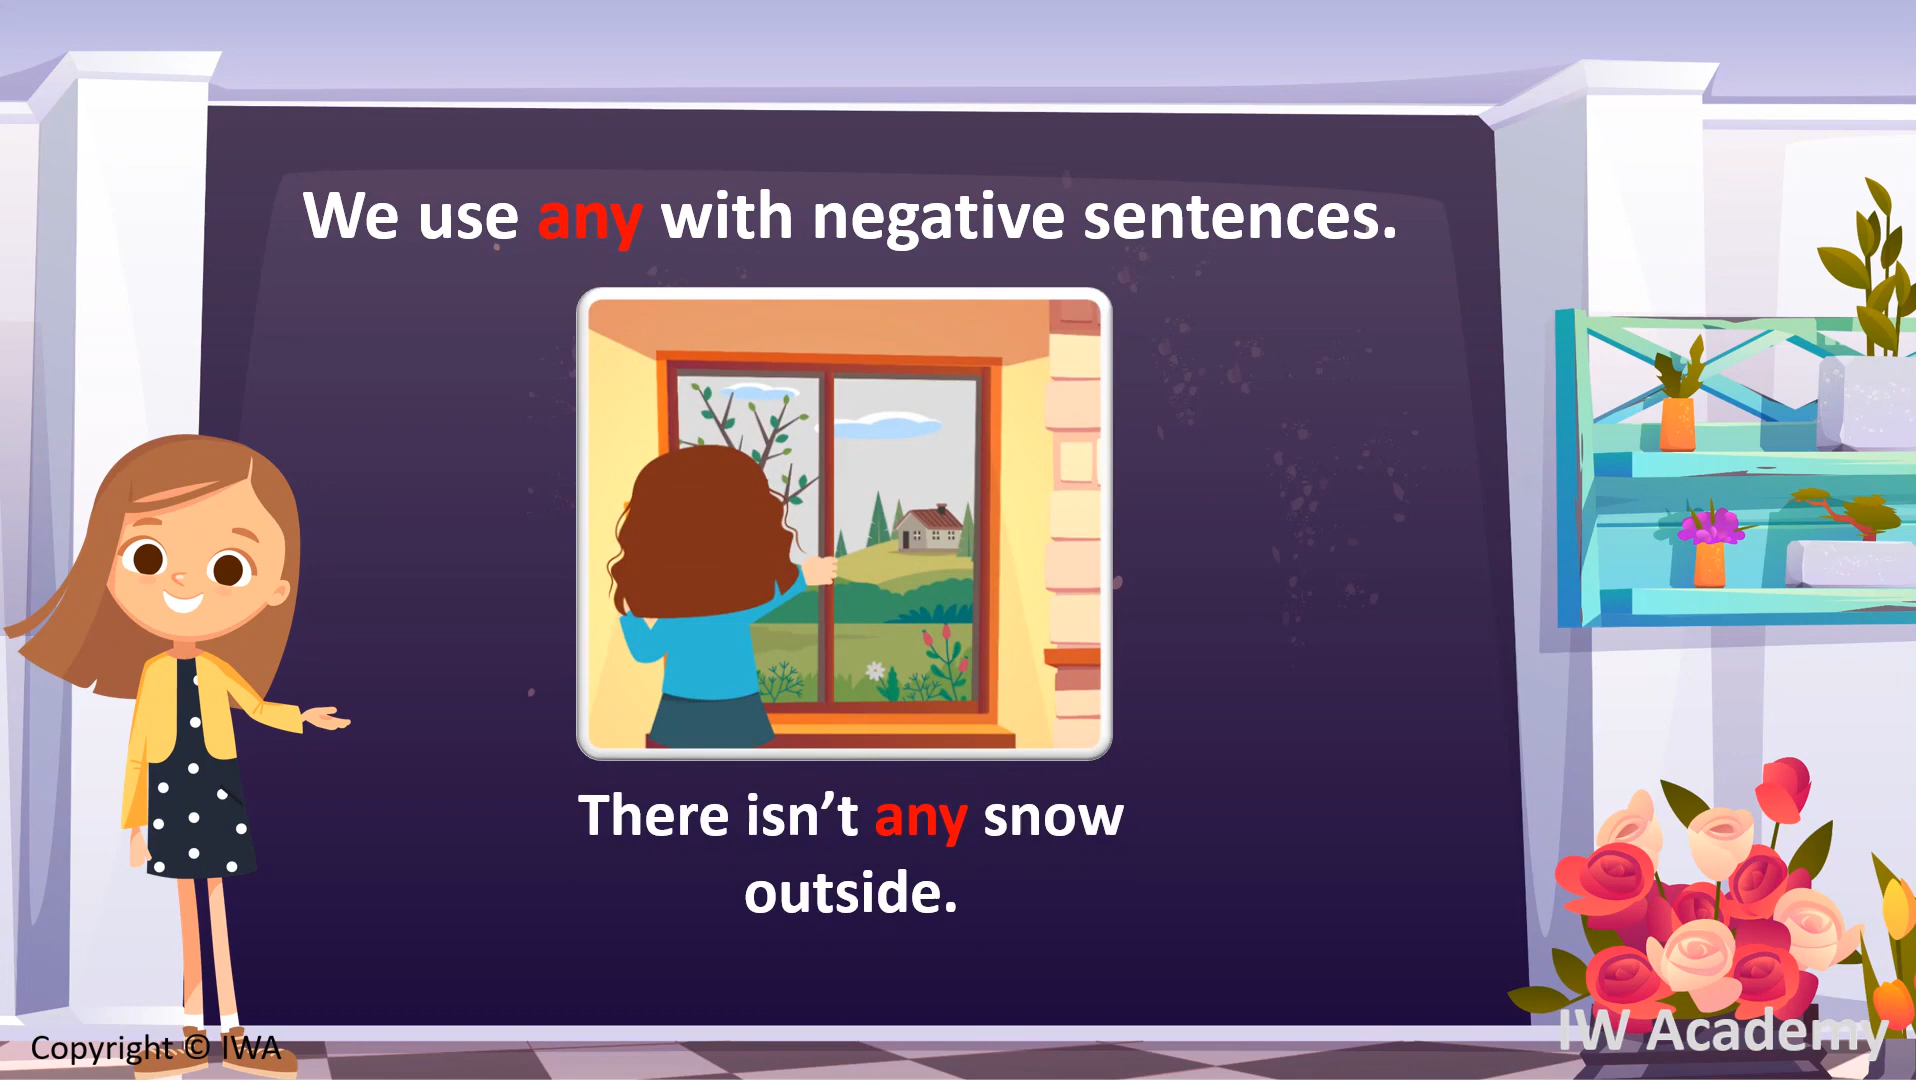 We use any with negative sentences.
There isn’t any snow
outside.
Copyright © IWA
IW Academy